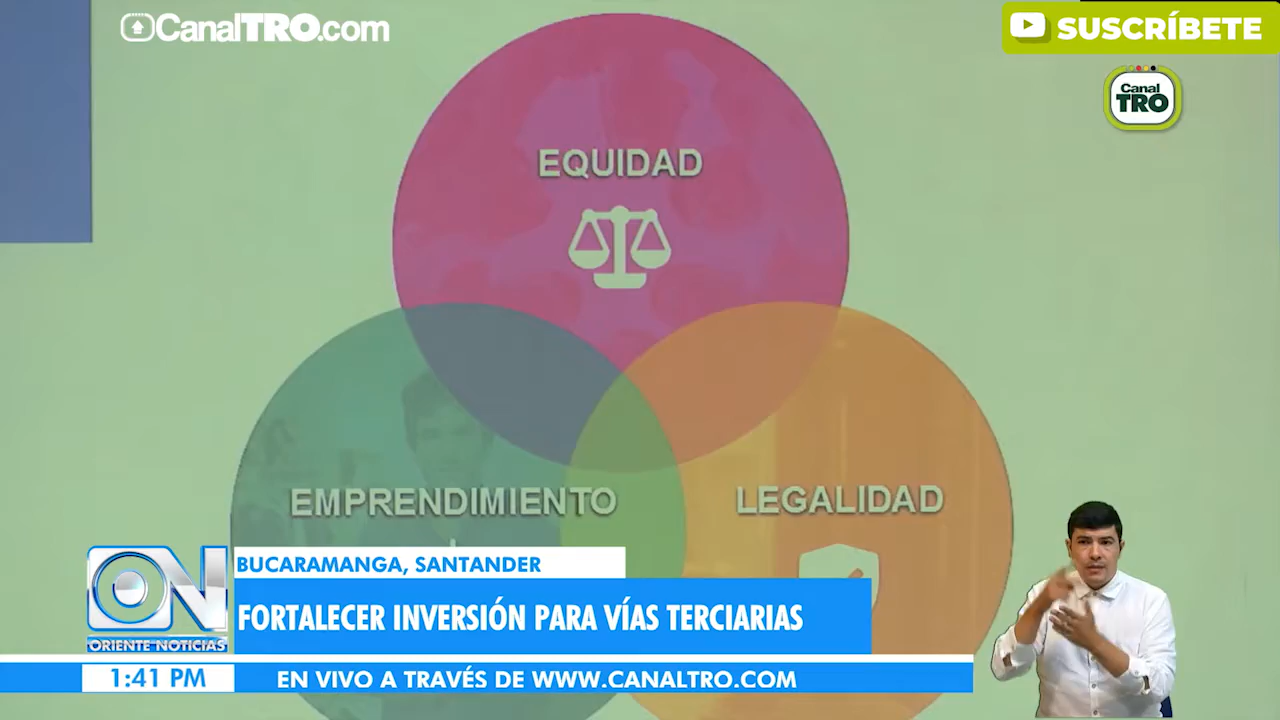 CanalTRO.com
SUSCRÍBETE
Canal
TRO
EQUIDAD
EMPRENDIMIENTO
LEGALIDAD
BUCARAMANGA, SANTANDER
FORTALECER INVERSIÓN PARA VÍAS TERCIARIAS
ON
ORIENTE NOTICIAS
1:41 PM
EN VIVO A TRAVÉS DE WWW.CANALTRO.COM